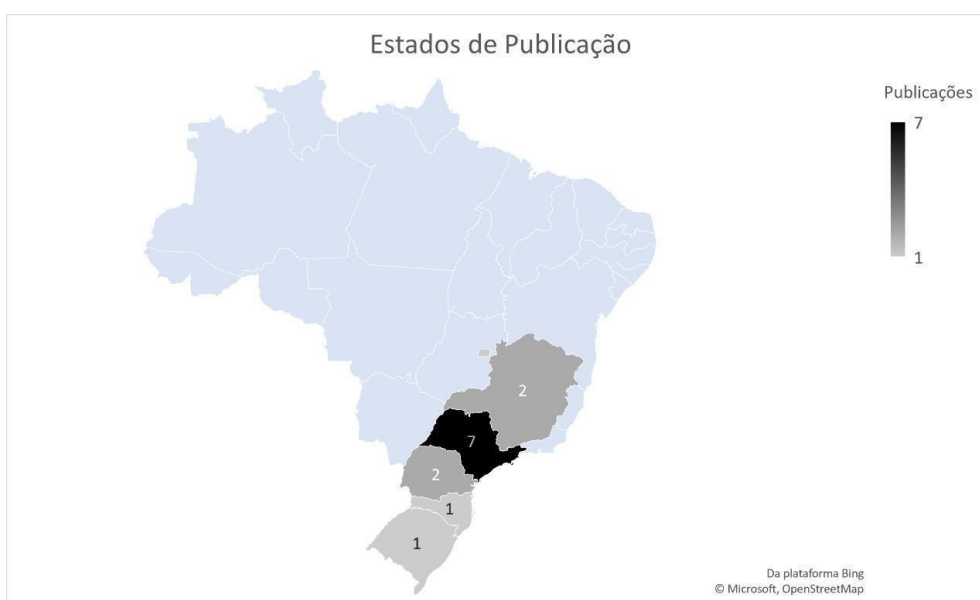 Estados de Publicação
Publicações
7
1
2
7
2
1
1
Da plataforma Bing
© Microsoft, OpenStreetMap